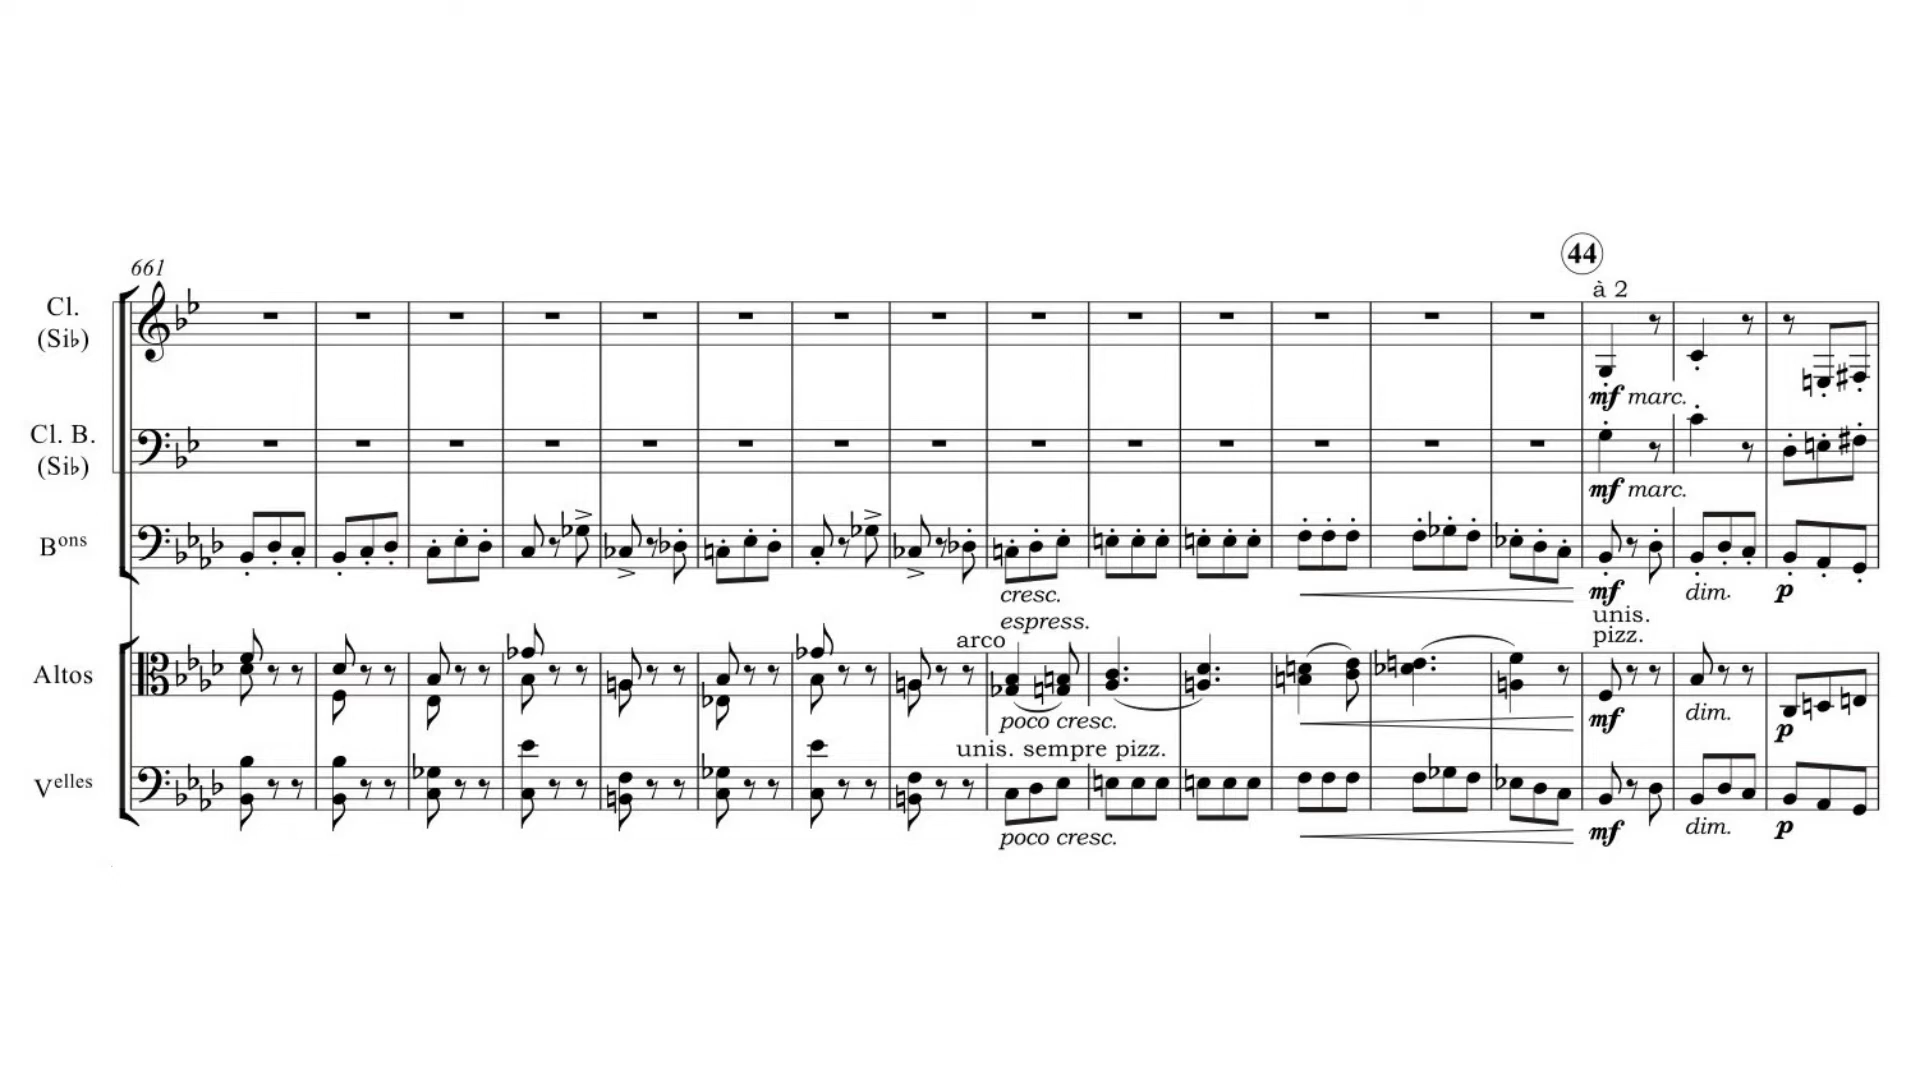 661
44
à 2
Cl.
(Si♭)
mf marc.
Cl. B.
(Si♭)
mf marc.
Bons
cresc. mf dim. p
espress. unis.
arco pizz.
Altos
poco cresc. mf dim. p
unis. sempre pizz.
Velles
poco cresc. mf dim. p